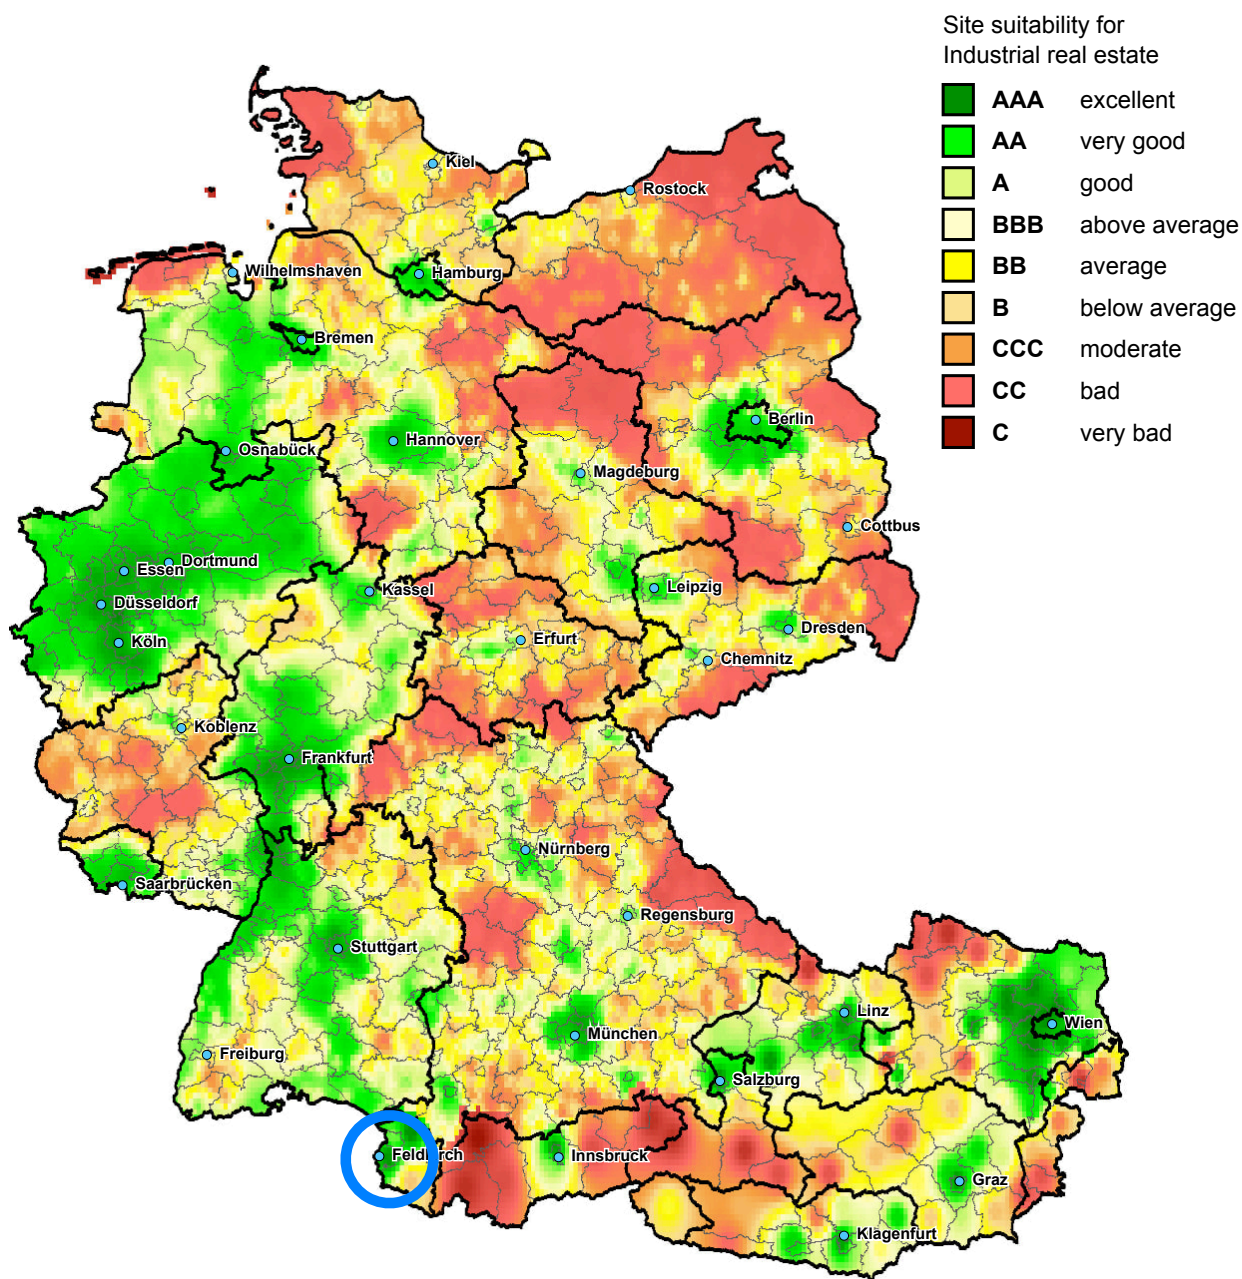 Site suitability for
Industrial real estate
AAA excellent
AA very good
A good
BBB above average
BB average
B below average
CCC moderate
CC bad
C very bad
Kiel
Rostock
Wilhelmshaven
Hamburg
Bremen
Berlin
Hannover
Osnabück
Magdeburg
Cottbus
Dortmund
Essen
Kassel
Leipzig
Düsseldorf
Dresden
Köln
Erfurt
Chemnitz
Koblenz
Frankfurt
Nürnberg
Saarbrücken
Regensburg
Stuttgart
Linz
Wien
München
Freiburg
Salzburg
Feldkirch
Innsbruck
Graz
Klagenfurt